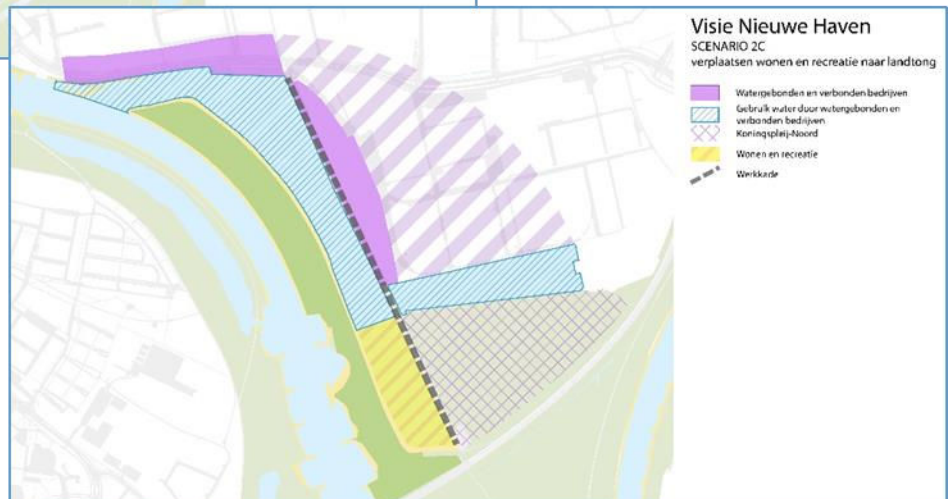 Visie Nieuwe Haven
SCENARIO 2C
verplaatsen wonen en recreatie naar landtong
Watergebonden en verbonden bedrijven
Gebruik water door watergebonden en
verbonden bedrijven
Koningspleij-Noord
Wonen en recreatie
Werkkade